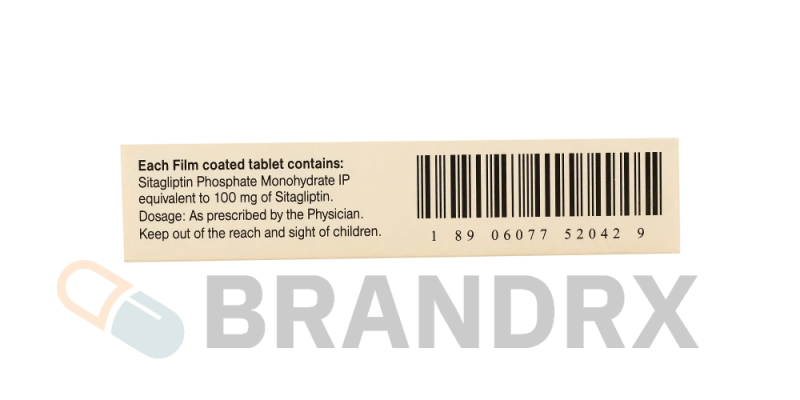 Each Film coated tablet contains:
Sitagliptin Phosphate Monohydrate IP
equivalent to 100 mg of Sitagliptin.
Dosage: As prescribed by the Physician.
Keep out of the reach and sight of children.
1 89 06077 52042 9
BRANDRX